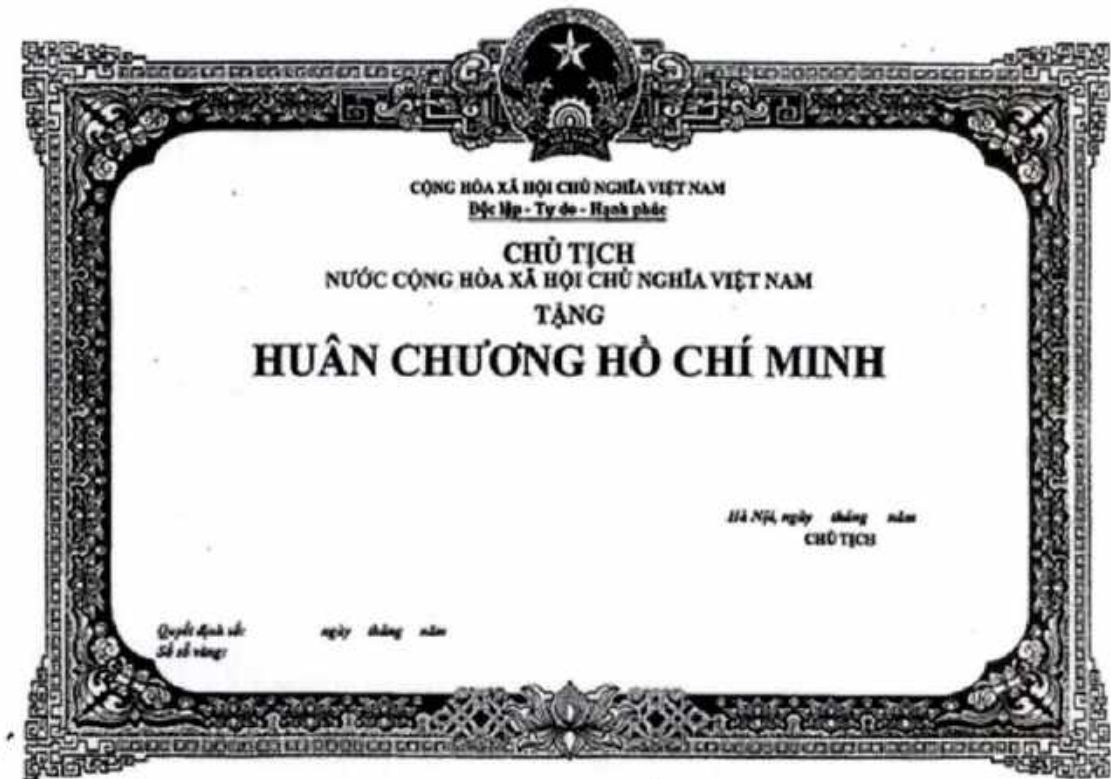 CỘNG HÒA XÃ HỘI CHỦ NGHĨA VIỆT NAM
Độc lập - Tự do - Hạnh phúc
CHỦ TỊCH
NƯỚC CỘNG HÒA XÃ HỘI CHỦ NGHĨA VIỆT NAM
TẶNG
HUÂN CHƯƠNG HỒ CHÍ MINH
Hà Nội, ngày tháng năm
CHỦ TỊCH
Quyết định số: ngày tháng năm
Số sổ vàng: